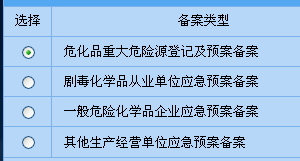 选择 备案类型
危化品重大危险源登记及预案备案
剧毒化学品从业单位应急预案备案
一般危险化学品企业应急预案备案
其他生产经营单位应急预案备案